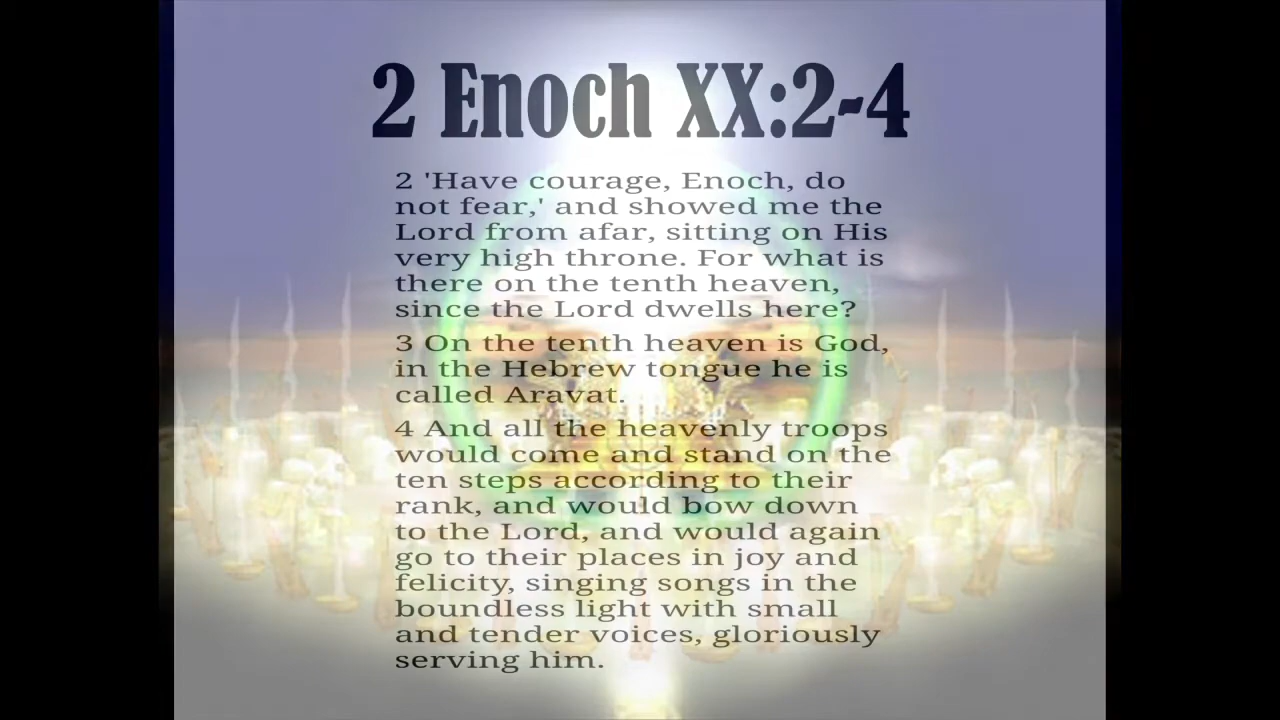 2 Enoch XX:2-4
2 'Have courage, Enoch, do
not fear,' and showed me the
Lord from afar, sitting on His
very high throne. For what is
there on the tenth heaven,
since the Lord dwells here?
3 On the tenth heaven is God,
in the Hebrew tongue he is
called Aravat.
4 And all the heavenly troops
would come and stand on the
ten steps according to their
rank, and would bow down
to the Lord, and would again
go to their places in joy and
felicity, singing songs in the
boundless light with small
and tender voices, gloriously
serving him.